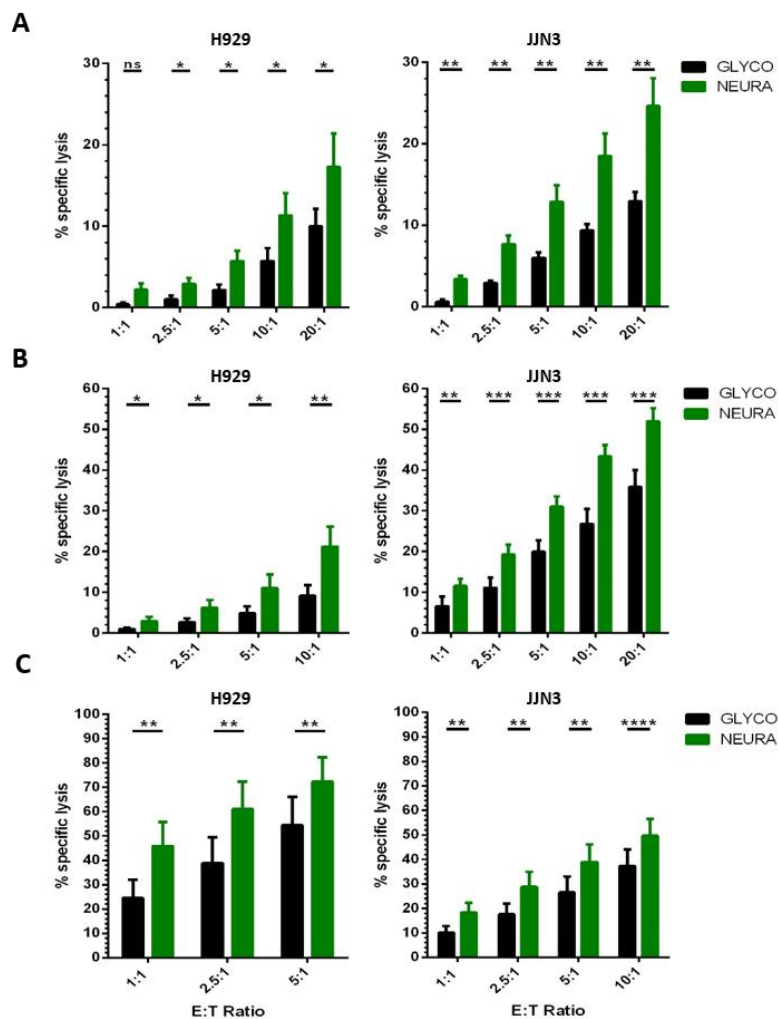 A
H929
JJN3
ns * * * *
** ** ** ** **
GLYCO
NEURA
% specific lysis
30
20
10
0
1:1 2.5:1 5:1 10:1 20:1
% specific lysis
30
20
10
0
1:1 2.5:1 5:1 10:1 20:1
B
H929
JJN3
* * * **
** *** *** *** ***
GLYCO
NEURA
% specific lysis
60
50
40
30
20
10
0
1:1 2.5:1 5:1 10:1
% specific lysis
60
50
40
30
20
10
0
1:1 2.5:1 5:1 10:1 20:1
C
H929
JJN3
** ** **
** ** ** ****
GLYCO
NEURA
% specific lysis
100
90
80
70
60
50
40
30
20
10
0
1:1 2.5:1 5:1
E:T Ratio
% specific lysis
100
90
80
70
60
50
40
30
20
10
0
1:1 2.5:1 5:1 10:1
E:T Ratio